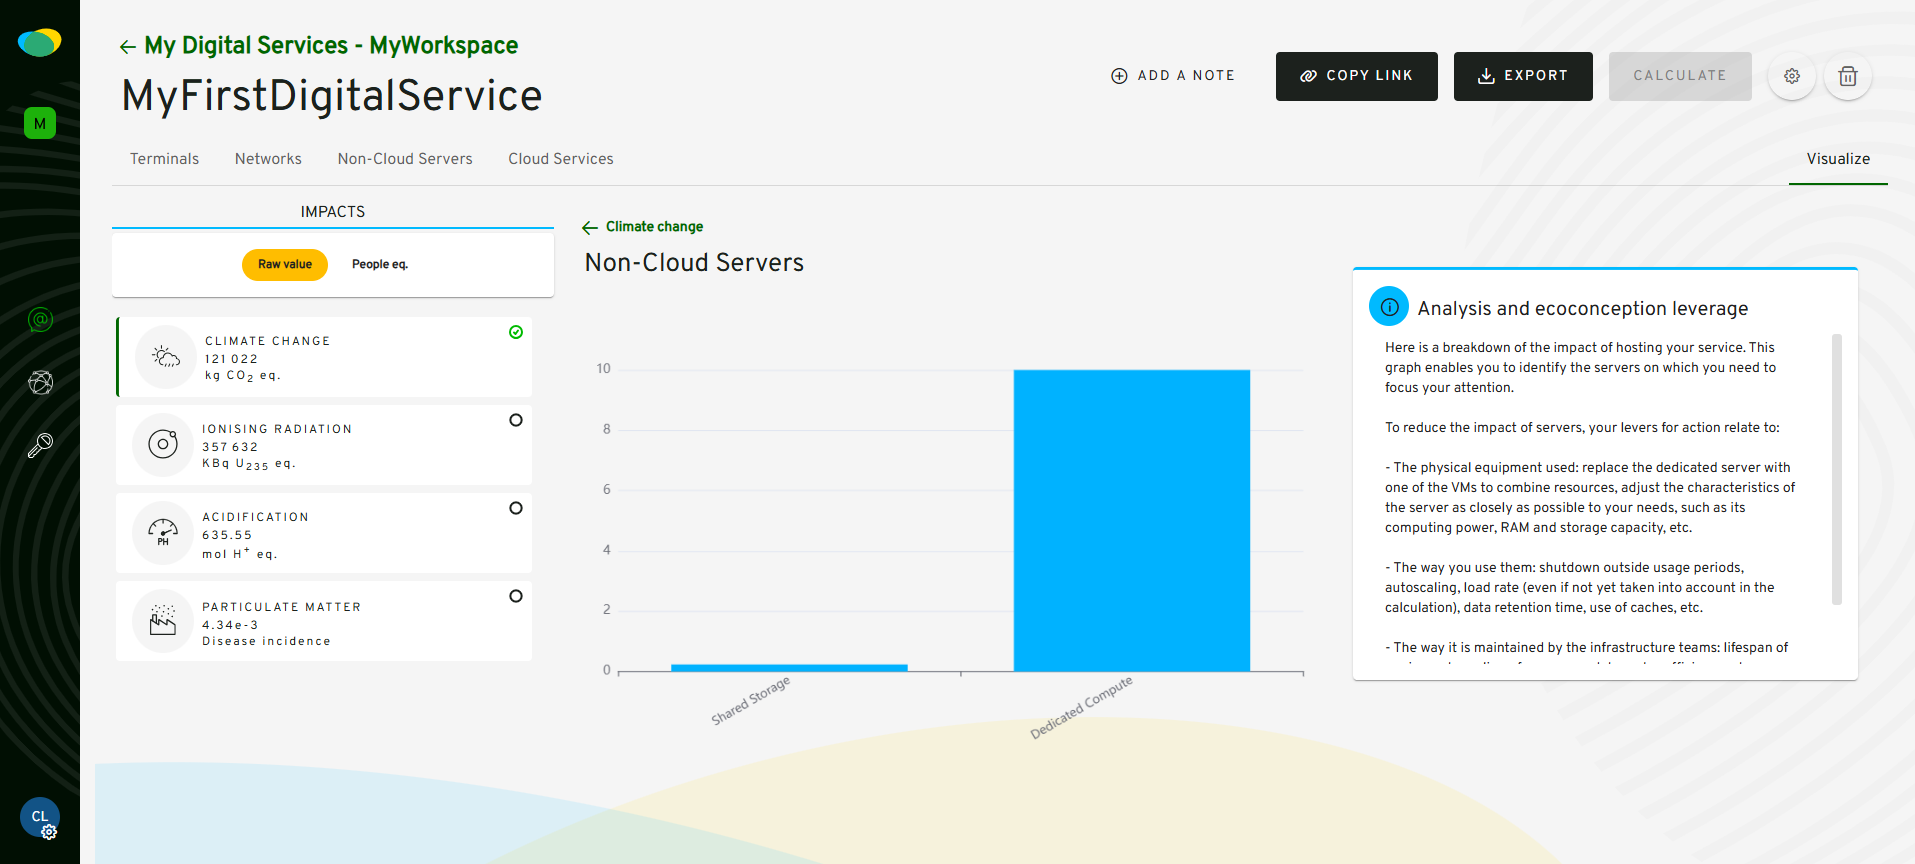 My Digital Services - MyWorkspace
MyFirstDigitalService
ADD A NOTE
COPY LINK
EXPORT
CALCULATE
M
Terminals
Networks
Non-Cloud Servers
Cloud Services
Visualize
IMPACTS
Raw value
People eq.
CLIMATE CHANGE
121 022
kg CO2 eq.
IONISING RADIATION
357 632
KBq U235 eq.
PH
ACIDIFICATION
635.55
mol H+ eq.
PARTICULATE MATTER
4.34e-3
Disease incidence
Climate change
Non-Cloud Servers
10
8
6
4
2
0
Shared Storage
Dedicated Compute
Analysis and ecoconception leverage
Here is a breakdown of the impact of hosting your service. This
graph enables you to identify the servers on which you need to
focus your attention.
To reduce the impact of servers, your levers for action relate to:
- The physical equipment used: replace the dedicated server with
one of the VMs to combine resources, adjust the characteristics of
the server as closely as possible to your needs, such as its
computing power, RAM and storage capacity, etc.
- The way you use them: shutdown outside usage periods,
autoscaling, load rate (even if not yet taken into account in the
calculation), data retention time, use of caches, etc.
- The way it is maintained by the infrastructure teams: lifespan of
CL